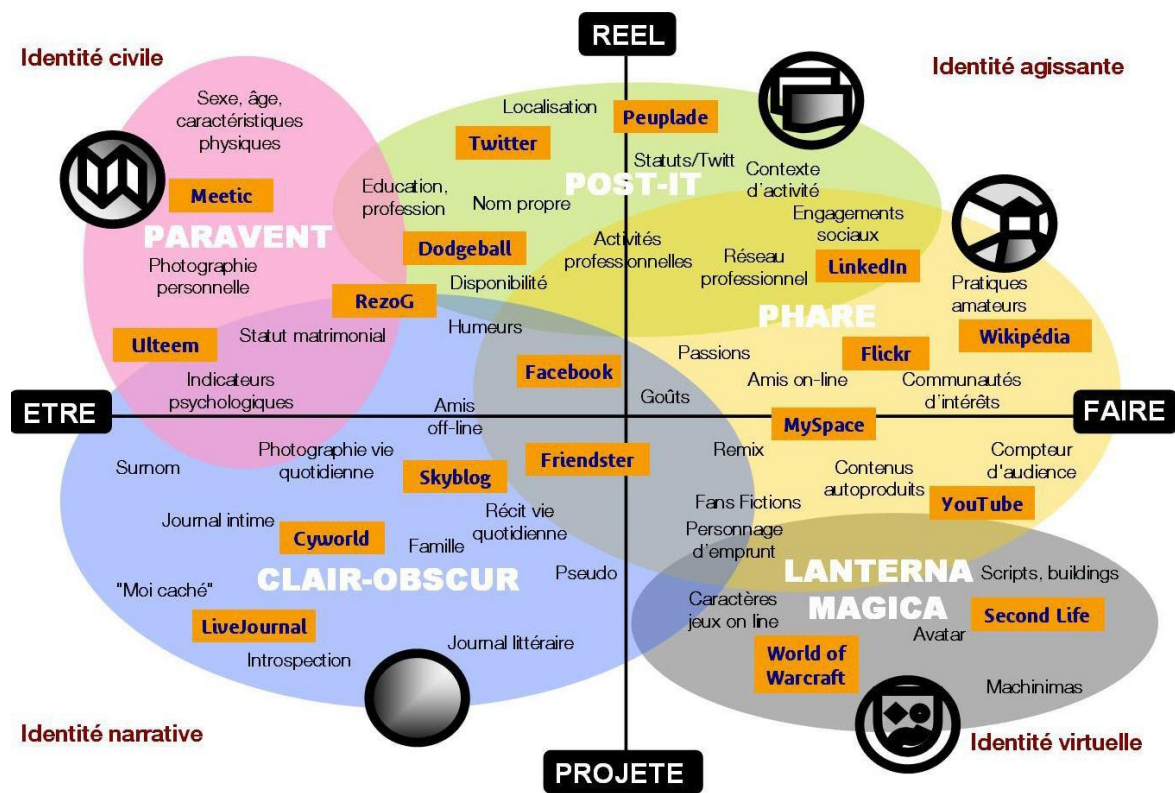 REEL
Identité civile
Identité agissante
Sexe, âge,
caractéristiques
physiques
Localisation
Peuplade
Twitter
Statuts/Twitt
Contexte
d'activité
POST-IT
Meetic
Education,
profession
Nom propre
Engagements
sociaux
PARAVENT
Dodgeball
Activités
professionnelles
Réseau
professionnel
LinkedIn
Photographie
personnelle
Disponibilité
Pratiques
amateurs
RezoG
Humeurs
PHARE
Ulteem
Statut matrimonial
Wikipédia
Passions
Flickr
Facebook
Indicateurs
psychologiques
Amis on-line
Communautés
d'intérêts
Goûts
ETRE
Amis
off-line
MySpace
FAIRE
Surnom
Photographie vie
quotidienne
Skyblog
Friendster
Remix
Contenus
autoproduits
Compteur
d'audience
YouTube
Journal intime
Récit vie
quotidienne
Fans Fictions
Cyworld
Famille
Personnage
d'emprunt
CLAIR-OBSCUR
Pseudo
LANTERNA
MAGICA
Scripts, buildings
"Moi caché"
Caractères
jeux on line
Second Life
LiveJournal
Avatar
Introspection
Journal littéraire
World of
Warcraft
Machinimas
Identité narrative
Identité virtuelle
PROJETE